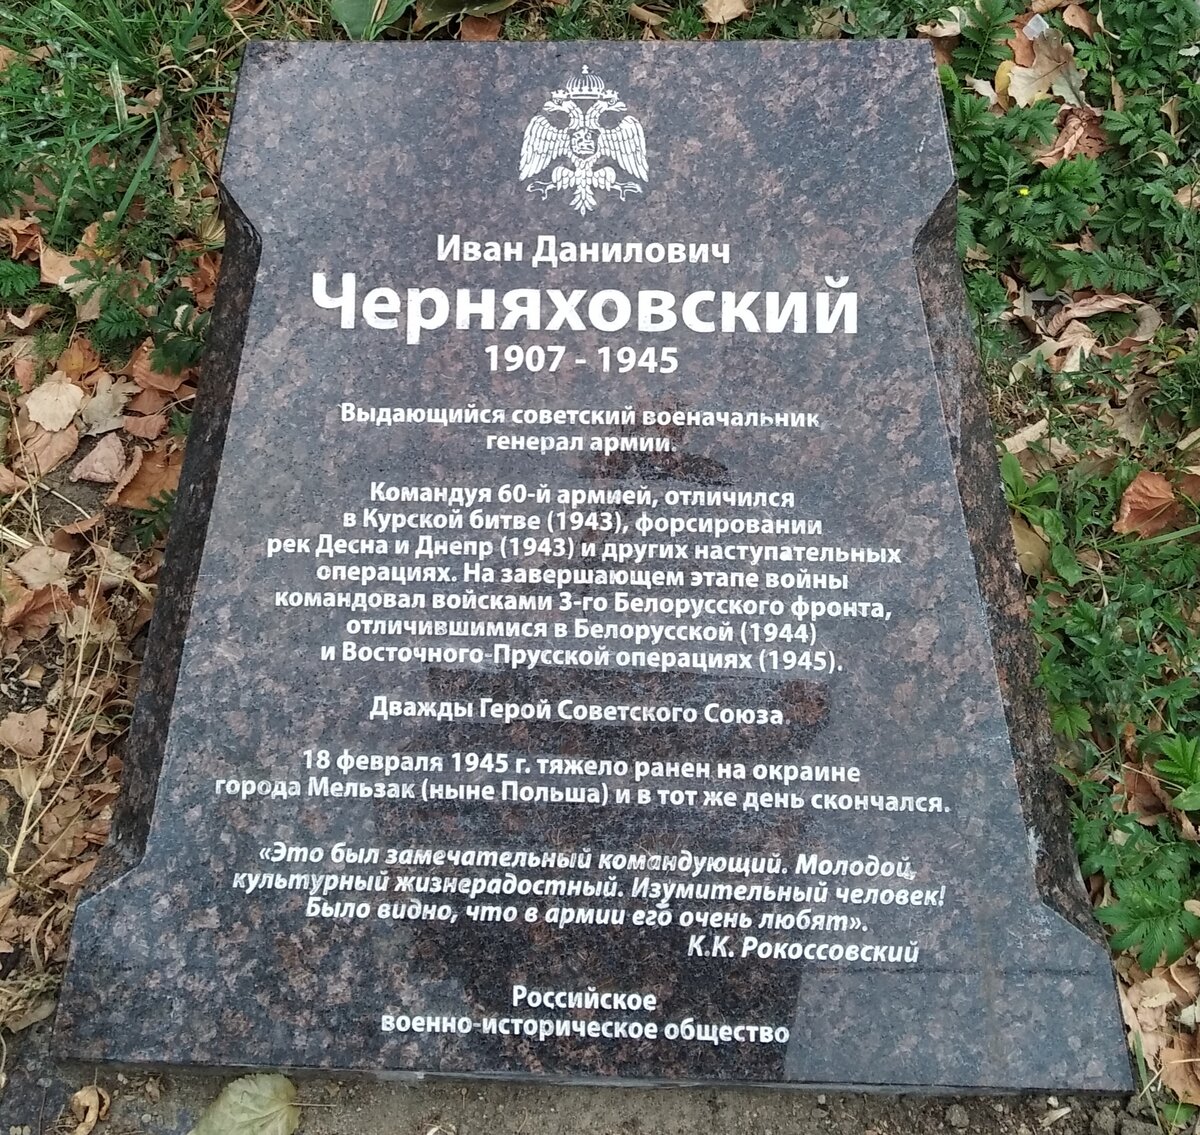 Иван Данилович
Черняховский
1907 - 1945
Выдающийся советский военачальник
генерал армии.
Командуя 60-й армией, отличился
в Курской битве (1943), форсировании
рек Десна и Днепр (1943) и других наступательных
операциях. На завершающем этапе войны
командовал войсками 3-го Белорусского фронта,
отличившимися в Белорусской (1944)
и Восточного-Прусской операциях (1945).
Дважды Герой Советского Союза.
18 февраля 1945 г. тяжело ранен на окраине
города Мельзак (ныне Польша) и в тот же день скончался.
«Это был замечательный командующий. Молодой,
культурный жизнерадостный. Изумительный человек!
Было видно, что в армии его очень любят».
К.К. Рокоссовский
Российское
военно-историческое общество